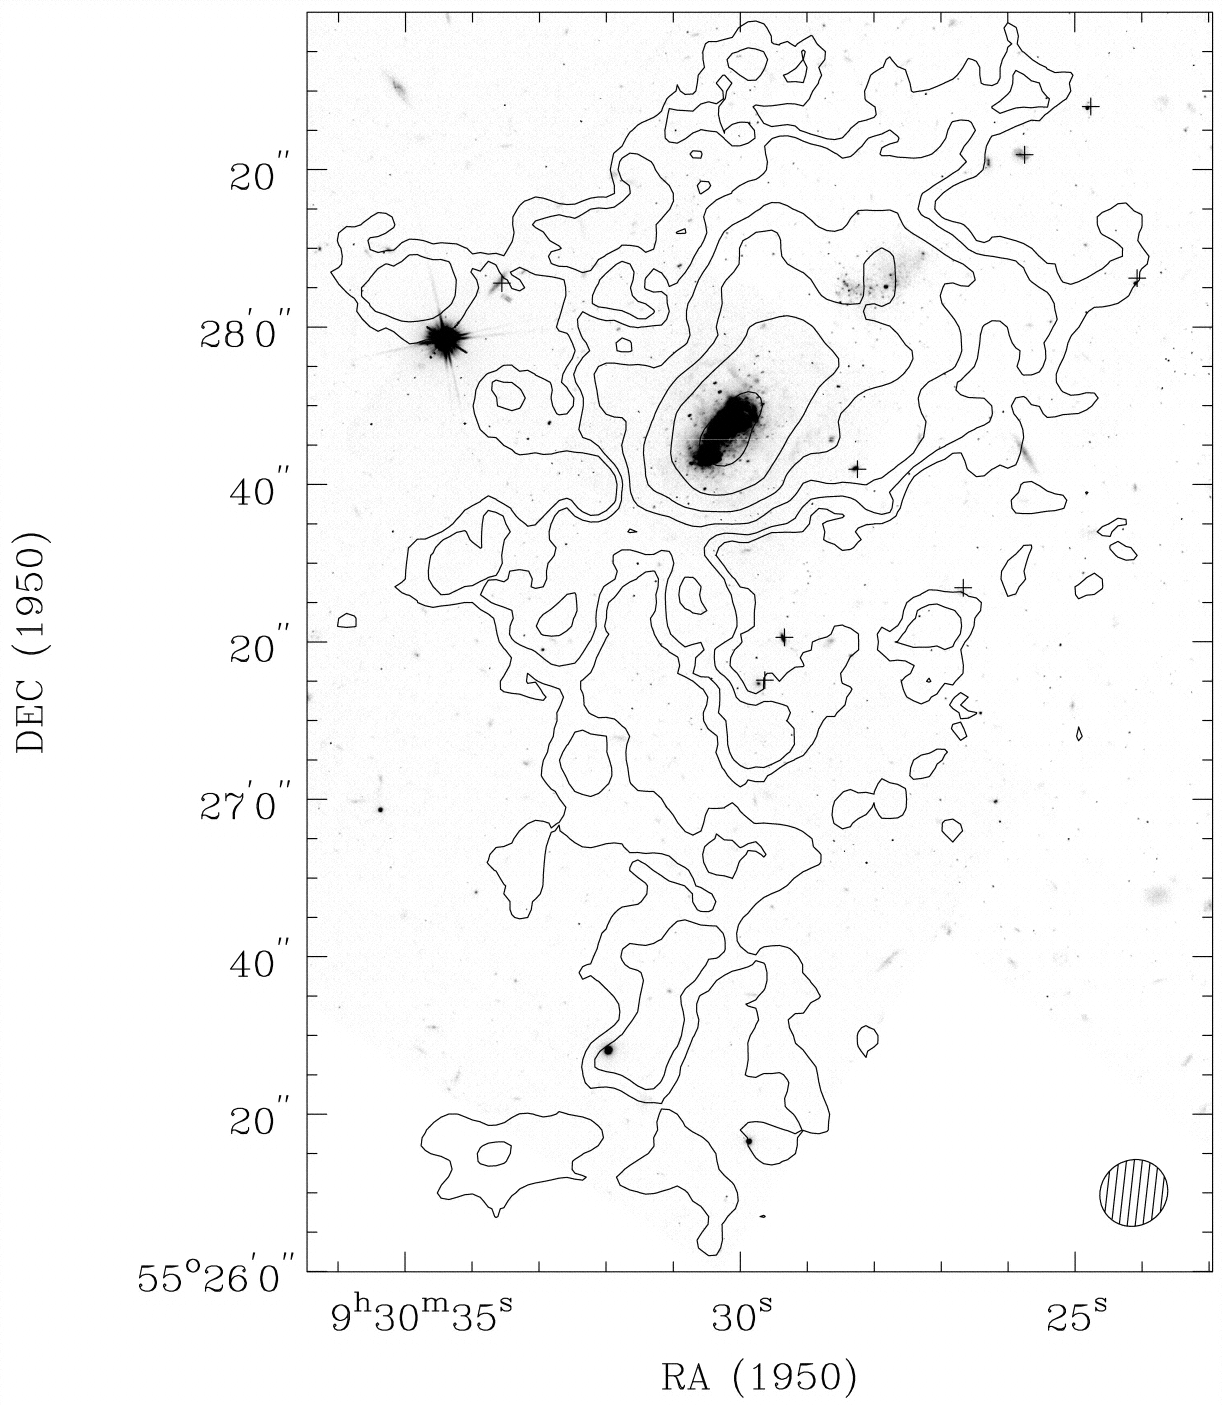 20″
28′0″
40″
20″
27′0″
40″
20″
55°26′0″
DEC (1950)
9ʰ30ᵐ35ˢ 30ˢ 25ˢ
RA (1950)